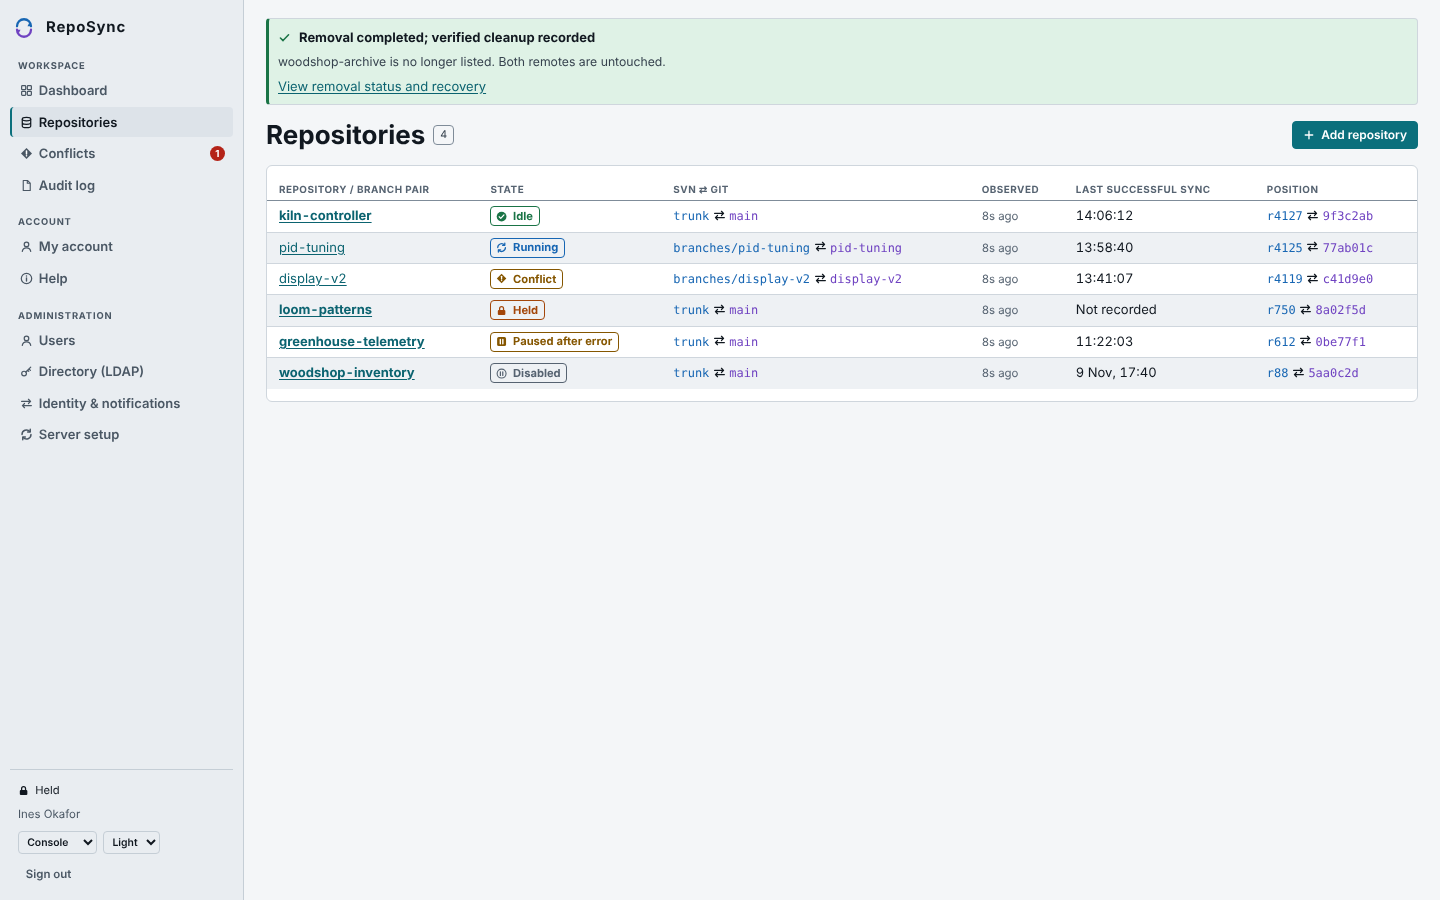 RepoSync
WORKSPACE
Dashboard
Repositories
Conflicts 1
Audit log
ACCOUNT
My account
Help
ADMINISTRATION
Users
Directory (LDAP)
Identity & notifications
Server setup
Held
Ines Okafor
Console Light
Sign out
Removal completed; verified cleanup recorded
woodshop-archive is no longer listed. Both remotes are untouched.
View removal status and recovery
Repositories 4
Add repository
REPOSITORY / BRANCH PAIR STATE SVN ⇄ GIT OBSERVED LAST SUCCESSFUL SYNC POSITION
kiln-controller Idle trunk ⇄ main 8s ago 14:06:12 r4127 ⇄ 9f3c2ab
pid-tuning Running branches/pid-tuning ⇄ pid-tuning 8s ago 13:58:40 r4125 ⇄ 77ab01c
display-v2 Conflict branches/display-v2 ⇄ display-v2 8s ago 13:41:07 r4119 ⇄ c41d9e0
loom-patterns Held trunk ⇄ main 8s ago Not recorded r750 ⇄ 8a02f5d
greenhouse-telemetry Paused after error trunk ⇄ main 8s ago 11:22:03 r612 ⇄ 0be77f1
woodshop-inventory Disabled trunk ⇄ main 8s ago 9 Nov, 17:40 r88 ⇄ 5aa0c2d